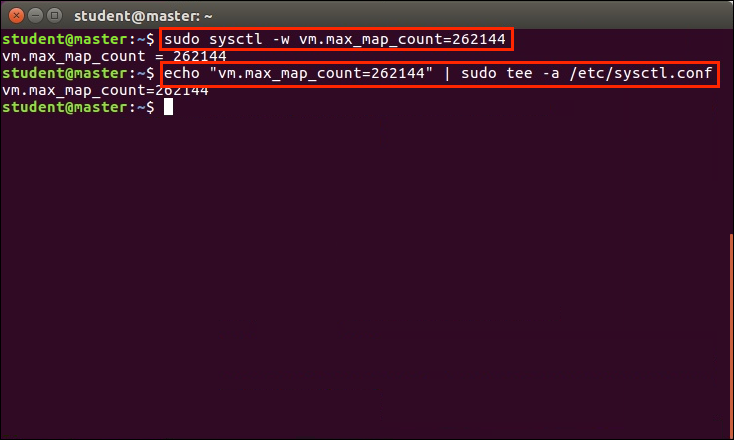 student@master: ~
student@master:~$ sudo sysctl -w vm.max_map_count=262144
vm.max_map_count = 262144
student@master:~$ echo "vm.max_map_count=262144" | sudo tee -a /etc/sysctl.conf
vm.max_map_count=262144
student@master:~$